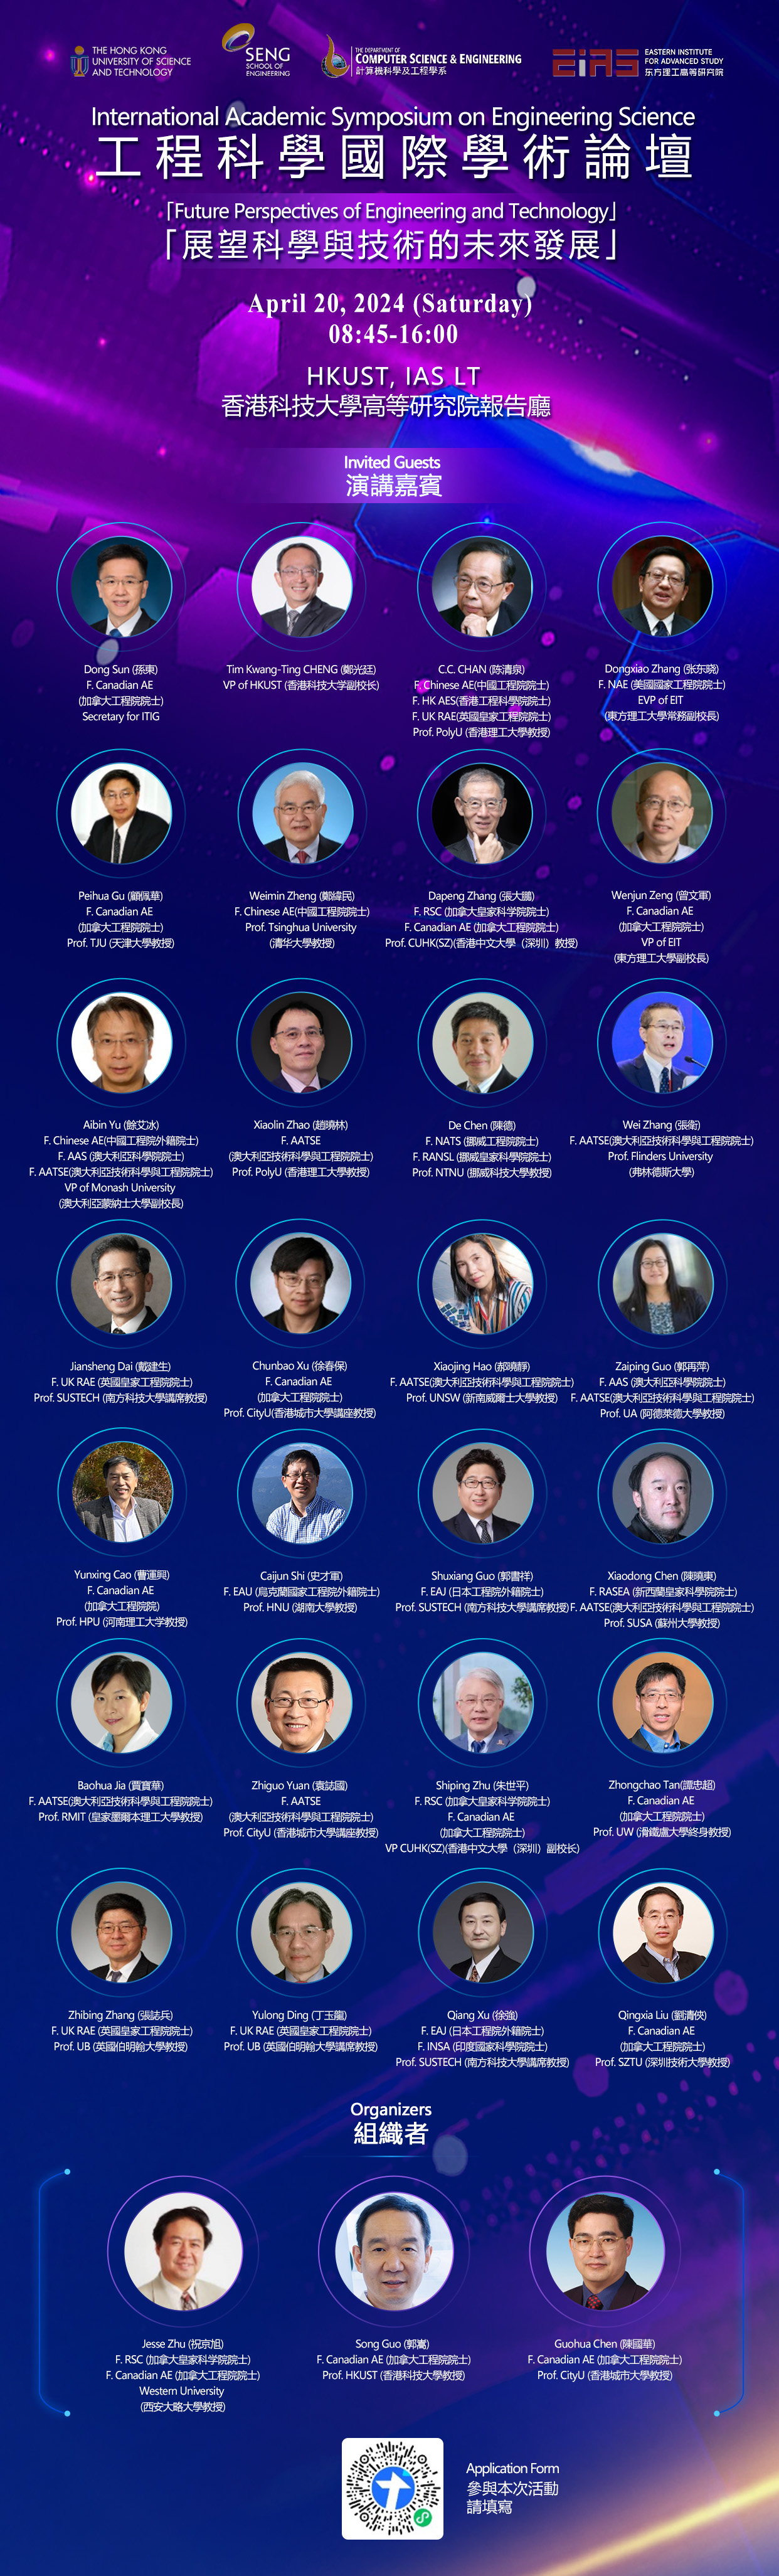 THE HONG KONG
UNIVERSITY OF SCIENCE
AND TECHNOLOGY
SENG
SCHOOL OF
ENGINEERING
THE DEPARTMENT OF
COMPUTER SCIENCE & ENGINEERING
計算機科學及工程學系
EIAS
EASTERN INSTITUTE
FOR ADVANCED STUDY
东方理工高等研究院
International Academic Symposium on Engineering Science
工程科學國際學術論壇
「Future Perspectives of Engineering and Technology」
「展望科學與技術的未來發展」
April 20, 2024 (Saturday)
08:45-16:00
HKUST, IAS LT
香港科技大學高等研究院報告廳
Invited Guests
演講嘉賓
Dong Sun (孫東)
F. Canadian AE
(加拿大工程院院士)
Secretary for ITIG
Tim Kwang-Ting CHENG (鄭光廷)
VP of HKUST (香港科技大学副校长)
C.C. CHAN (陈清泉)
F. Chinese AE(中國工程院院士)
F. HK AES(香港工程科學院院士)
F. UK RAE(英國皇家工程院院士)
Prof. PolyU (香港理工大學教授)
Dongxiao Zhang (张东晓)
F. NAE (美國國家工程院院士)
EVP of EIT
(東方理工大學常務副校長)
Peihua Gu (顧佩華)
F. Canadian AE
(加拿大工程院院士)
Prof. TJU (天津大學教授)
Weimin Zheng (鄭緯民)
F. Chinese AE(中國工程院院士)
Prof. Tsinghua University
(清华大學教授)
Dapeng Zhang (張大鵬)
F. RSC (加拿大皇家科学院院士)
F. Canadian AE (加拿大工程院院士)
Prof. CUHK(SZ)(香港中文大學（深圳）教授)
Wenjun Zeng (曾文軍)
F. Canadian AE
(加拿大工程院院士)
VP of EIT
(東方理工大學副校長)
Aibin Yu (餘艾冰)
F. Chinese AE(中國工程院外籍院士)
F. AAS (澳大利亞科學院院士)
F. AATSE(澳大利亞技術科學與工程院院士)
VP of Monash University
(澳大利亞蒙納士大學副校長)
Xiaolin Zhao (趙曉林)
F. AATSE
(澳大利亞技術科學與工程院院士)
Prof. PolyU (香港理工大學教授)
De Chen (陳德)
F. NATS (挪威工程院院士)
F. RANSL (挪威皇家科學院院士)
Prof. NTNU (挪威科技大學教授)
Wei Zhang (張衛)
F. AATSE(澳大利亞技術科學與工程院院士)
Prof. Flinders University
(弗林德斯大學)
Jiansheng Dai (戴建生)
F. UK RAE (英國皇家工程院院士)
Prof. SUSTECH (南方科技大學講席教授)
Chunbao Xu (徐春保)
F. Canadian AE
(加拿大工程院院士)
Prof. CityU(香港城市大學講座教授)
Xiaojing Hao (郝曉靜)
F. AATSE(澳大利亞技術科學與工程院院士)
Prof. UNSW (新南威爾士大學教授)
Zaiping Guo (郭再萍)
F. AAS (澳大利亞科學院院士)
F. AATSE(澳大利亞技術科學與工程院院士)
Prof. UA (阿德萊德大學教授)
Yunxing Cao (曹運興)
F. Canadian AE
(加拿大工程院院)
Prof. HPU (河南理工大学教授)
Caijun Shi (史才軍)
F. EAU (烏克蘭國家工程院外籍院士)
Prof. HNU (湖南大學教授)
Shuxiang Guo (郭書祥)
F. EAJ (日本工程院外籍院士)
Prof. SUSTECH (南方科技大學講席教授)
Xiaodong Chen (陳曉東)
F. RASEA (新西蘭皇家科學院院士)
F. AATSE(澳大利亞技術科學與工程院院士)
Prof. SUSA (蘇州大學教授)
Baohua Jia (賈寶華)
F. AATSE(澳大利亞技術科學與工程院院士)
Prof. RMIT (皇家墨爾本理工大學教授)
Zhiguo Yuan (袁誌國)
F. AATSE
(澳大利亞技術科學與工程院院士)
Prof. CityU (香港城市大學講座教授)
Shiping Zhu (朱世平)
F. RSC (加拿大皇家科学院院士)
F. Canadian AE
(加拿大工程院院士)
VP CUHK(SZ)(香港中文大學（深圳）副校长)
Zhongchao Tan(譚忠超)
F. Canadian AE
(加拿大工程院院士)
Prof. UW (滑鐵盧大學終身教授)
Zhibing Zhang (張誌兵)
F. UK RAE (英國皇家工程院院士)
Prof. UB (英國伯明翰大學教授)
Yulong Ding (丁玉龍)
F. UK RAE (英國皇家工程院院士)
Prof. UB (英國伯明翰大學講席教授)
Qiang Xu (徐強)
F. EAJ (日本工程院外籍院士)
F. INSA (印度國家科學院院士)
Prof. SUSTECH (南方科技大學講席教授)
Qingxia Liu (劉清俠)
F. Canadian AE
(加拿大工程院院士)
Prof. SZTU (深圳技術大學教授)
Organizers
組織者
Jesse Zhu (祝京旭)
F. RSC (加拿大皇家科學院院士)
F. Canadian AE (加拿大工程院院士)
Western University
(西安大略大學教授)
Song Guo (郭嵩)
F. Canadian AE (加拿大工程院院士)
Prof. HKUST (香港科技大學教授)
Guohua Chen (陳國華)
F. Canadian AE (加拿大工程院院士)
Prof. CityU (香港城市大學教授)
Application Form
參與本次活動
請填寫